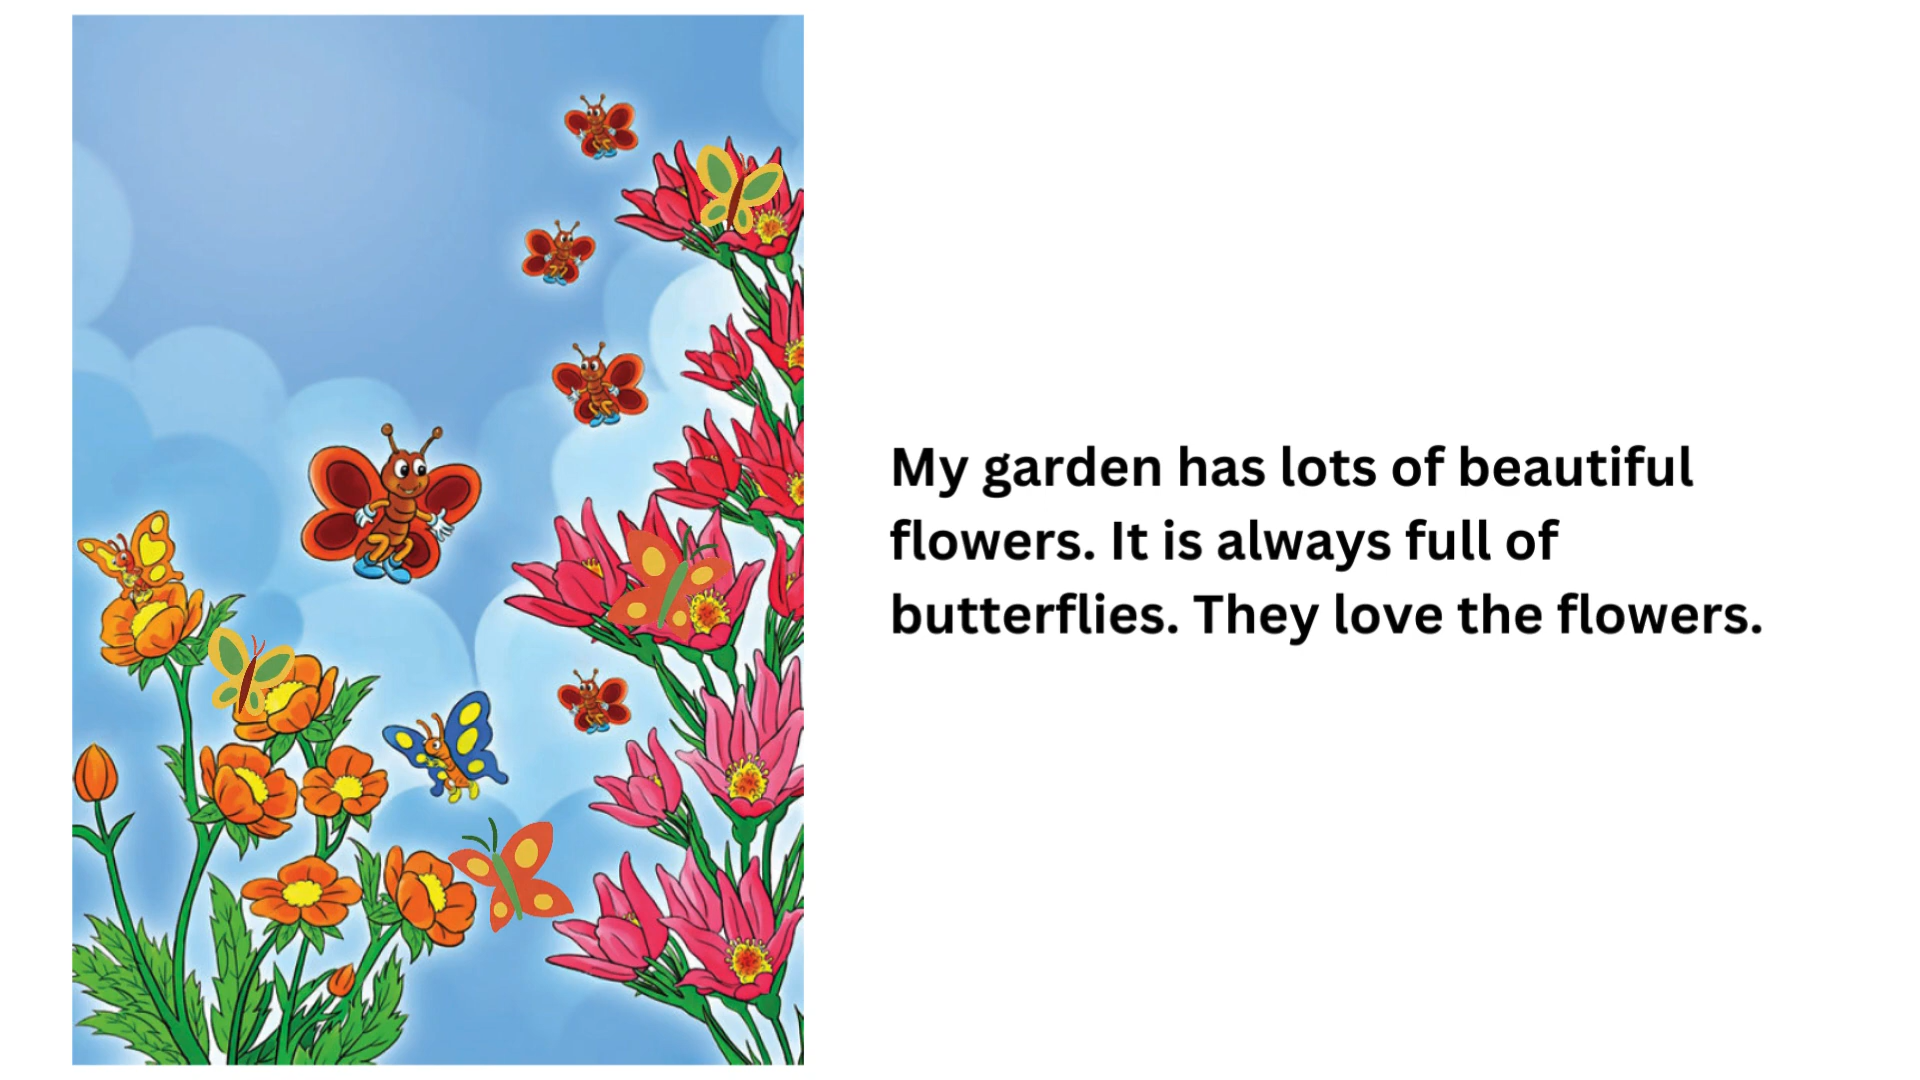 My garden has lots of beautiful
flowers. It is always full of
butterflies. They love the flowers.